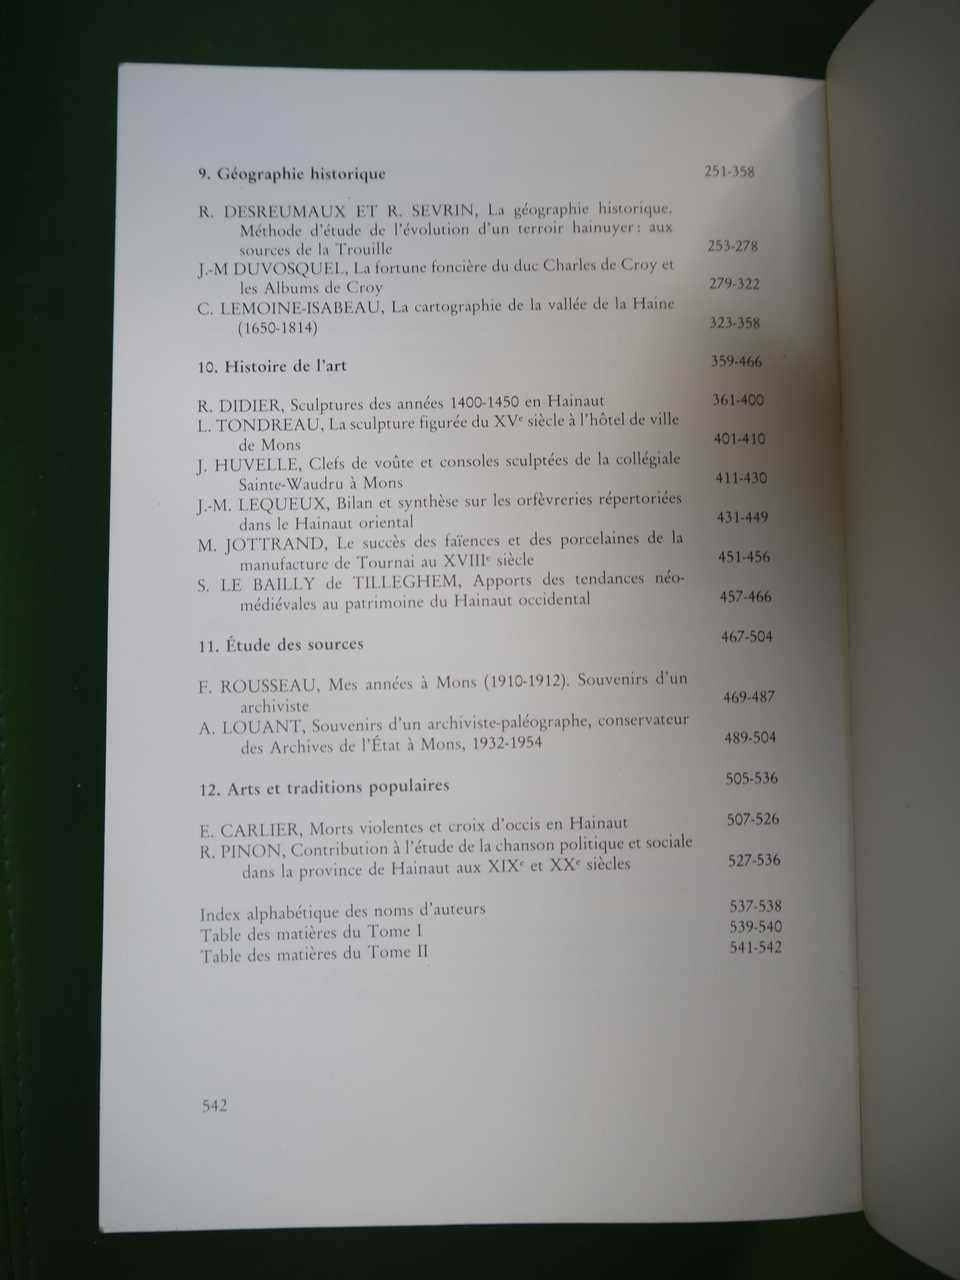 9. Géographie historique 251-358
R. DESREUMAUX ET R. SEVRIN, La géographie historique.
Méthode d'étude de l'évolution d'un terroir hainuyer: aux
sources de la Trouille 253-278
J.-M DUVOSQUEL, La fortune foncière du duc Charles de Croy et
les Albums de Croy 279-322
C. LEMOINE-ISABEAU, La cartographie de la vallée de la Haine
(1650-1814) 323-358
10. Histoire de l'art 359-466
R. DIDIER, Sculptures des années 1400-1450 en Hainaut 361-400
L. TONDREAU, La sculpture figurée du XVe siècle à l'hôtel de ville
de Mons 401-410
J. HUVELLE, Clefs de voûte et consoles sculptées de la collégiale
Sainte-Waudru à Mons 411-430
J.-M. LEQUEUX, Bilan et synthèse sur les orfèvreries répertoriées
dans le Hainaut oriental 431-449
M. JOTTRAND, Le succès des faïences et des porcelaines de la
manufacture de Tournai au XVIIIe siècle 451-456
S. LE BAILLY de TILLEGHEM, Apports des tendances néo-
médiévales au patrimoine du Hainaut occidental 457-466
11. Étude des sources 467-504
F. ROUSSEAU, Mes années à Mons (1910-1912). Souvenirs d'un
archiviste 469-487
A. LOUANT, Souvenirs d'un archiviste-paléographe, conservateur
des Archives de l'État à Mons, 1932-1954 489-504
12. Arts et traditions populaires 505-536
E. CARLIER, Morts violentes et croix d'occis en Hainaut 507-526
R. PINON, Contribution à l'étude de la chanson politique et sociale
dans la province de Hainaut aux XIXe et XXe siècles 527-536
Index alphabétique des noms d'auteurs 537-538
Table des matières du Tome I 539-540
Table des matières du Tome II 541-542
542